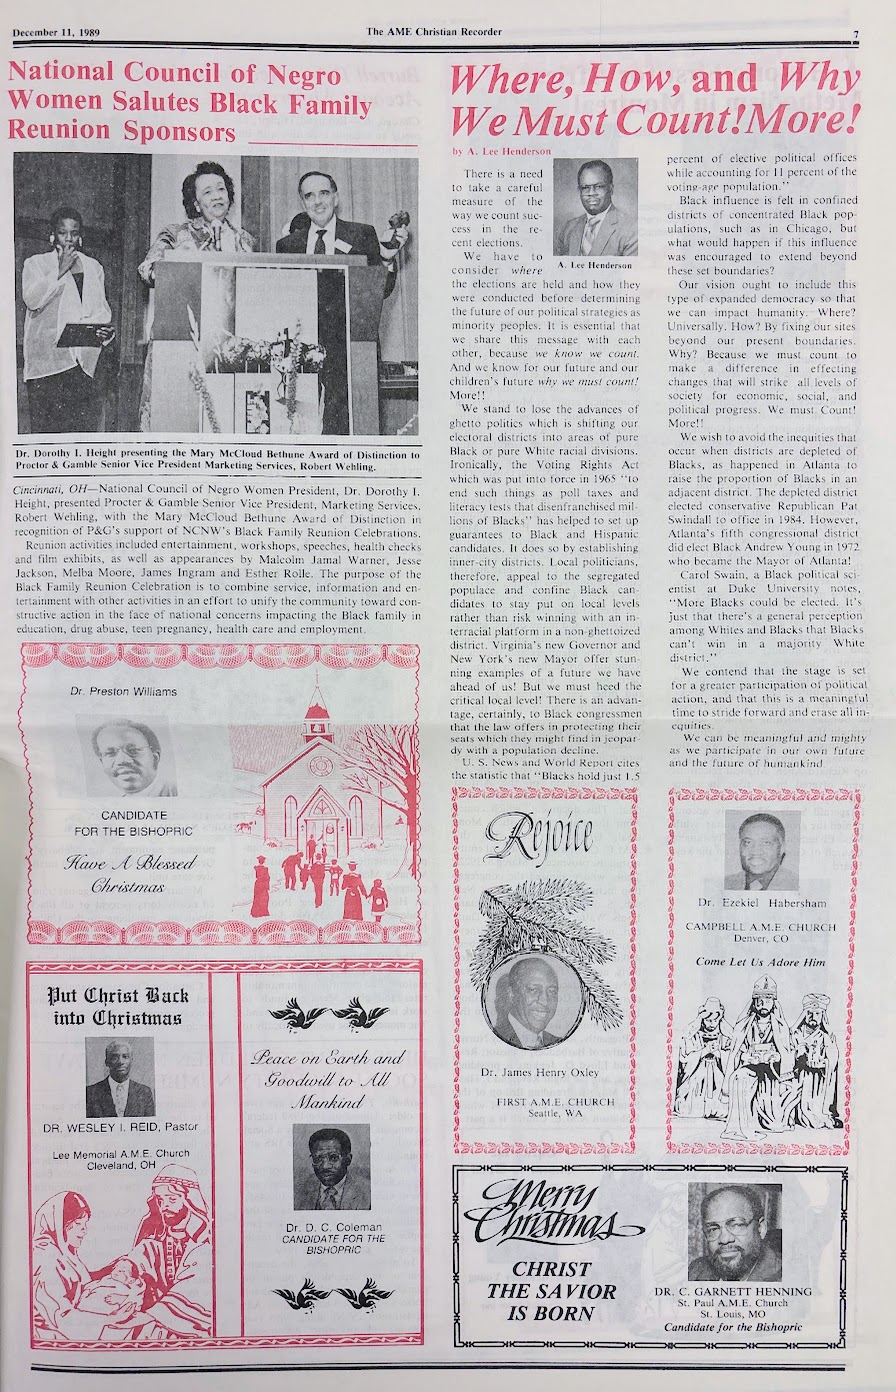 December 11, 1989
The AME Christian Recorder
7
National Council of Negro
Women Salutes Black Family
Reunion Sponsors
Dr. Dorothy I. Height presenting the Mary McCloud Bethune Award of Distinction to
Proctor & Gamble Senior Vice President Marketing Services, Robert Wehling.
Cincinnati, OH—National Council of Negro Women President, Dr. Dorothy I.
Height, presented Procter & Gamble Senior Vice President, Marketing Services,
Robert Wehling, with the Mary McCloud Bethune Award of Distinction in
recognition of P&G's support of NCNW's Black Family Reunion Celebrations.
Reunion activities included entertainment, workshops, speeches, health checks
and film exhibits, as well as appearances by Malcolm Jamal Warner, Jesse
Jackson, Melba Moore, James Ingram and Esther Rolle. The purpose of the
Black Family Reunion Celebration is to combine service, information and en-
tertainment with other activities in an effort to unify the community toward con-
structive action in the face of national concerns impacting the Black family in
education, drug abuse, teen pregnancy, health care and employment.
Dr. Preston Williams
CANDIDATE
FOR THE BISHOPRIC
Have A Blessed
Christmas
Put Christ Back
into Christmas
DR. WESLEY I. REID, Pastor
Lee Memorial A.M.E. Church
Cleveland, OH
Peace on Earth and
Goodwill to All
Mankind
Dr. D. C. Coleman
CANDIDATE FOR THE
BISHOPRIC
Where, How, and Why
We Must Count! More!
by A. Lee Henderson
A. Lee Henderson
There is a need
to take a careful
measure of the
way we count suc-
cess in the re-
cent elections.
We have to
consider where
the elections are held and how they
were conducted before determining
the future of our political strategies as
minority peoples. It is essential that
we share this message with each
other, because we know we count.
And we know for our future and our
children's future why we must count!
More!!
We stand to lose the advances of
ghetto politics which is shifting our
electoral districts into areas of pure
Black or pure White racial divisions.
Ironically, the Voting Rights Act
which was put into force in 1965 "to
end such things as poll taxes and
literacy tests that disenfranchised mil-
lions of Blacks" has helped to set up
guarantees to Black and Hispanic
candidates. It does so by establishing
inner-city districts. Local politicians,
therefore, appeal to the segregated
populace and confine Black can-
didates to stay put on local levels
rather than risk winning with an in-
terracial platform in a non-ghettoized
district. Virginia's new Governor and
New York's new Mayor offer stun-
ning examples of a future we have
ahead of us! But we must heed the
critical local level! There is an advan-
tage, certainly, to Black congressmen
that the law offers in protecting their
seats which they might find in jeopar-
dy with a population decline.
U. S. News and World Report cites
the statistic that "Blacks hold just 1.5
percent of elective political offices
while accounting for 11 percent of the
voting-age population."
Black influence is felt in confined
districts of concentrated Black pop-
ulations, such as in Chicago, but
what would happen if this influence
was encouraged to extend beyond
these set boundaries?
Our vision ought to include this
type of expanded democracy so that
we can impact humanity. Where?
Universally. How? By fixing our sites
beyond our present boundaries.
Why? Because we must count to
make a difference in effecting
changes that will strike all levels of
society for economic, social, and
political progress. We must Count!
More!!
We wish to avoid the inequities that
occur when districts are depleted of
Blacks, as happened in Atlanta to
raise the proportion of Blacks in an
adjacent district. The depleted district
elected conservative Republican Pat
Swindall to office in 1984. However,
Atlanta's fifth congressional district
did elect Black Andrew Young in 1972
who became the Mayor of Atlanta!
Carol Swain, a Black political sci-
entist at Duke University notes,
"More Blacks could be elected. It's
just that there's a general perception
among Whites and Blacks that Blacks
can't win in a majority White
district."
We contend that the stage is set
for a greater participation of political
action, and that this is a meaningful
time to stride forward and erase all in-
equities.
We can be meaningful and mighty
as we participate in our own future
and the future of humankind.
Rejoice
Dr. James Henry Oxley
FIRST A.M.E. CHURCH
Seattle, WA
Dr. Ezekiel Habersham
CAMPBELL A.M.E. CHURCH
Denver, CO
Come Let Us Adore Him
Merry
Christmas
CHRIST
THE SAVIOR
IS BORN
DR. C. GARNETT HENNING
St. Paul A.M.E. Church
St. Louis, MO
Candidate for the Bishopric